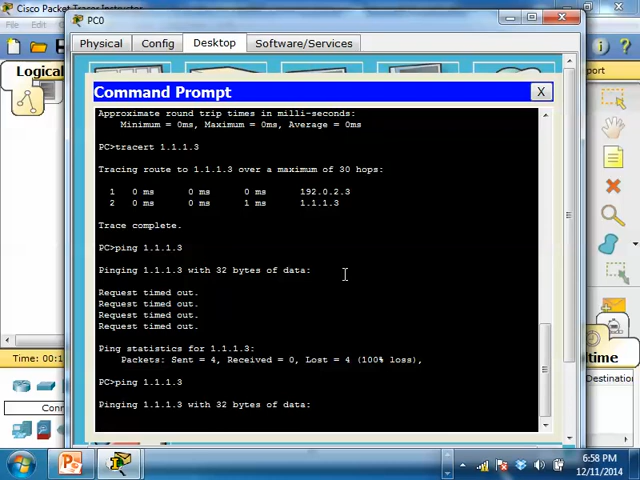 Cisco Packet Tracer Instructor
PC0
File
Edit
Physical
Config
Desktop
Software/Services
Logical
Command Prompt
X
Approximate round trip times in milli-seconds:
Minimum = 0ms, Maximum = 0ms, Average = 0ms
PC>tracert 1.1.1.3
Tracing route to 1.1.1.3 over a maximum of 30 hops:
1 0 ms 0 ms 0 ms 192.0.2.3
2 0 ms 0 ms 1 ms 1.1.1.3
Trace complete.
PC>ping 1.1.1.3
Pinging 1.1.1.3 with 32 bytes of data:
Request timed out.
Request timed out.
Request timed out.
Request timed out.
Ping statistics for 1.1.1.3:
Packets: Sent = 4, Received = 0, Lost = 4 (100% loss),
PC>ping 1.1.1.3
Pinging 1.1.1.3 with 32 bytes of data:
Time: 00:1
Con
port
time
Destination
6:58 PM
12/11/2014